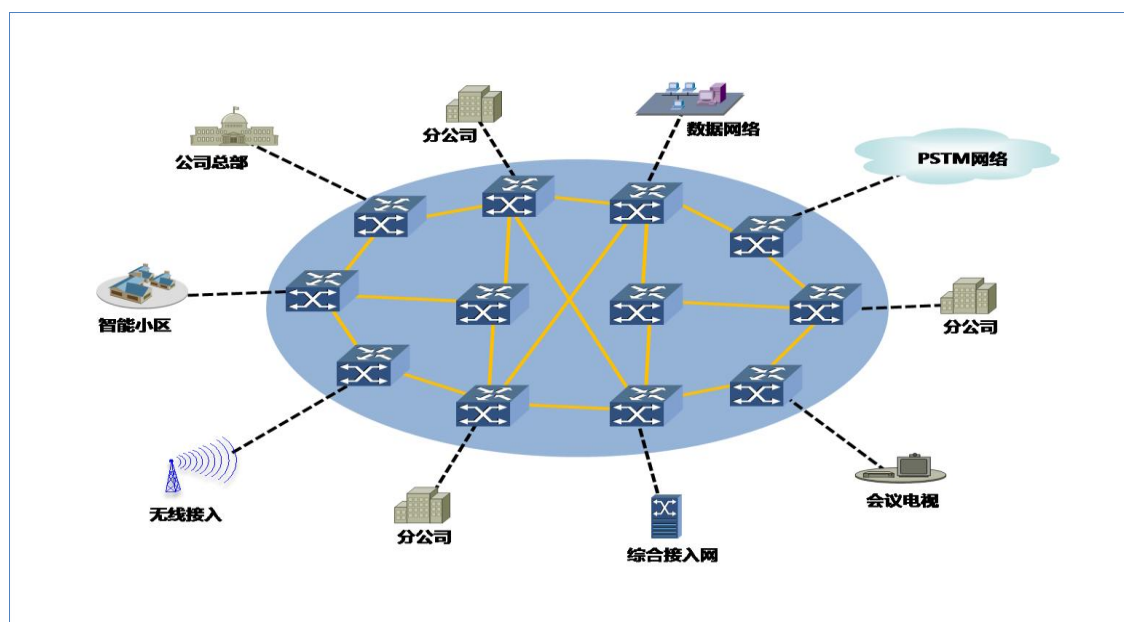 分公司
数据网络
公司总部
PSTM网络
智能小区
分公司
无线接入
分公司
综合接入网
会议电视